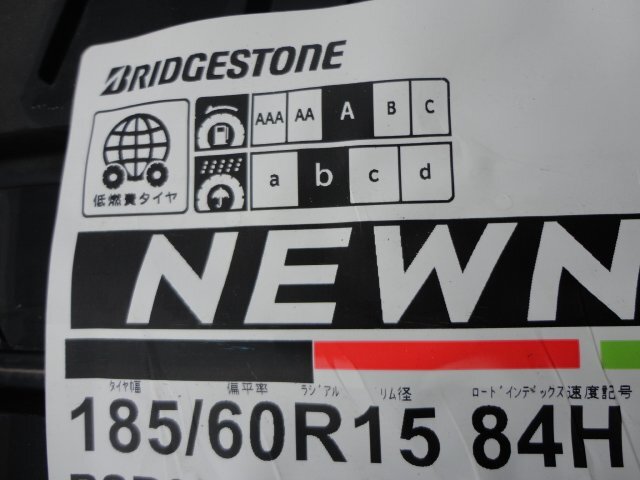 BRIDGESTONE
AAA AA A B C
a b c d
低燃費タイヤ
NEWN
タイヤ幅 偏平率 ラジアル リム径 ロードインデックス 速度記号
185/60R15 84H